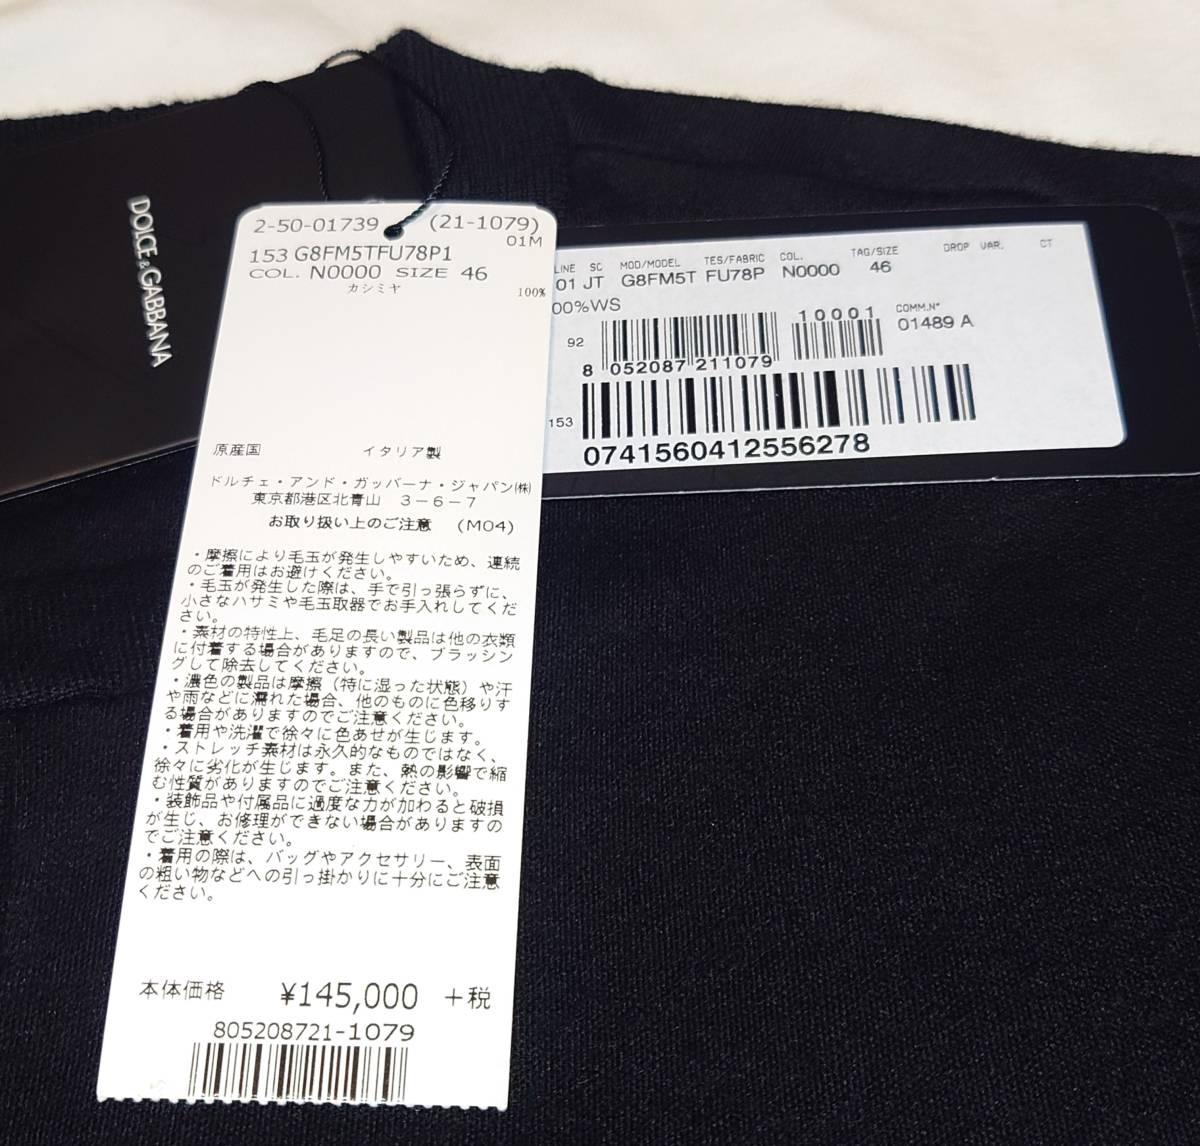 DOLCE & GABBANA
2-50-01739 (21-1079)
01M
153 G8FM5TFU78P1
COL. N0000 SIZE 46
カシミヤ 100%
原産国 イタリア製
ドルチェ・アンド・ガッバーナ・ジャパン㈱
東京都港区北青山 3-6-7
お取り扱い上のご注意 (M04)
・摩擦により毛玉が発生しやすいため、連続
のご着用はお避けください。
・毛玉が発生した際は、手で引っ張らずに、
小さなハサミや毛玉取器でお手入れしてくだ
さい。
・素材の特性上、毛足の長い製品は他の衣類
に付着する場合がありますので、ブラッシン
グして除去してください。
・濃色の製品は摩擦(特に湿った状態)や汗
や雨などに濡れた場合、他のものに色移りす
る場合がありますのでご注意ください。
・着用や洗濯で徐々に色あせが生じます。
・ストレッチ素材は永久的なものではなく、
徐々に劣化が生じます。また、熱の影響で縮
む性質がありますのでご注意ください。
・装飾品や付属品に過度な力が加わると破損
が生じ、お修理ができない場合がありますの
でご注意ください。
・着用の際は、バッグやアクセサリー、表面
の粗い物などへの引っ掛かりに十分にご注意
ください。
本体価格 ¥145,000 +税
805208721-1079
LINE SC MOD/MODEL TES/FABRIC COL. TAG/SIZE DROP VAR. CT
01 JT G8FM5T FU78P N0000 46
00%WS
92 10001 COMM.N°
01489 A
8 052087 211079
153
07415604125562​78